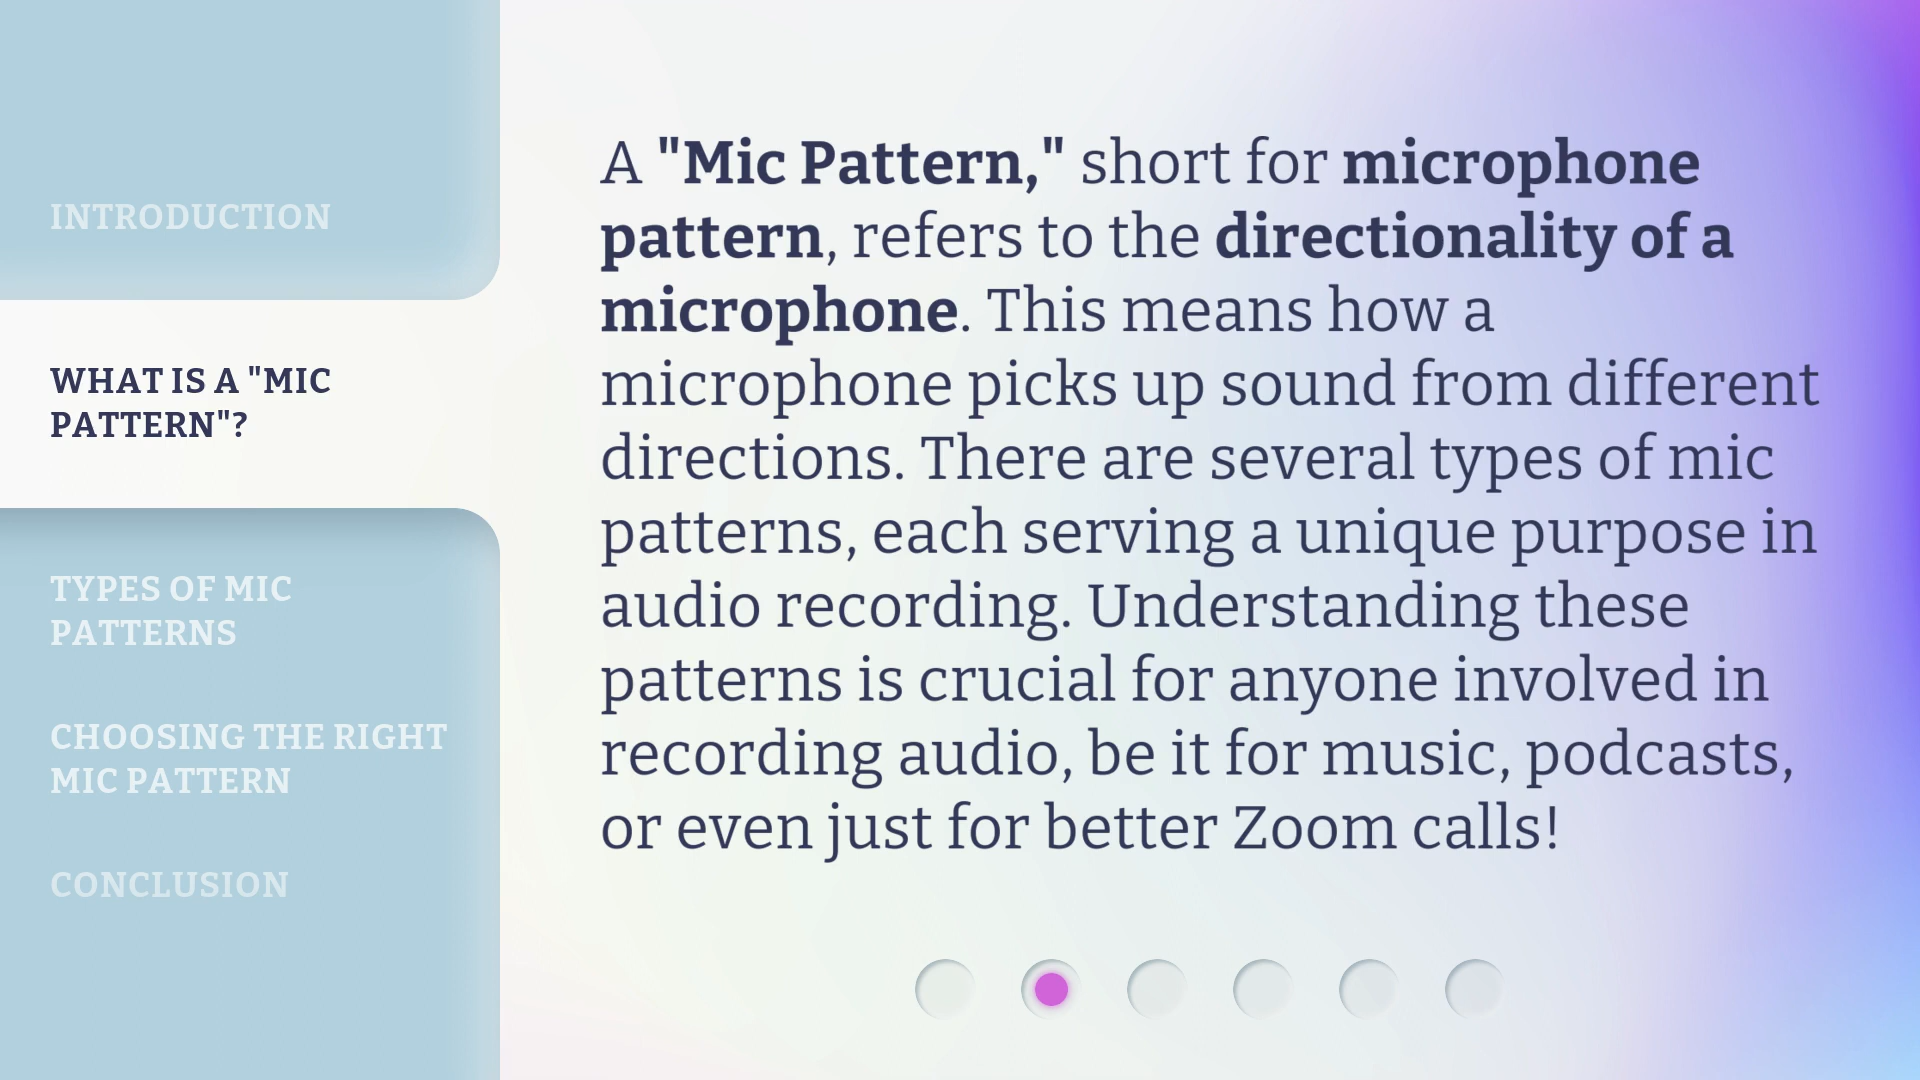 INTRODUCTION
WHAT IS A "MIC
PATTERN"?
TYPES OF MIC
PATTERNS
CHOOSING THE RIGHT
MIC PATTERN
CONCLUSION
A "Mic Pattern," short for microphone
pattern, refers to the directionality of a
microphone. This means how a
microphone picks up sound from different
directions. There are several types of mic
patterns, each serving a unique purpose in
audio recording. Understanding these
patterns is crucial for anyone involved in
recording audio, be it for music, podcasts,
or even just for better Zoom calls!